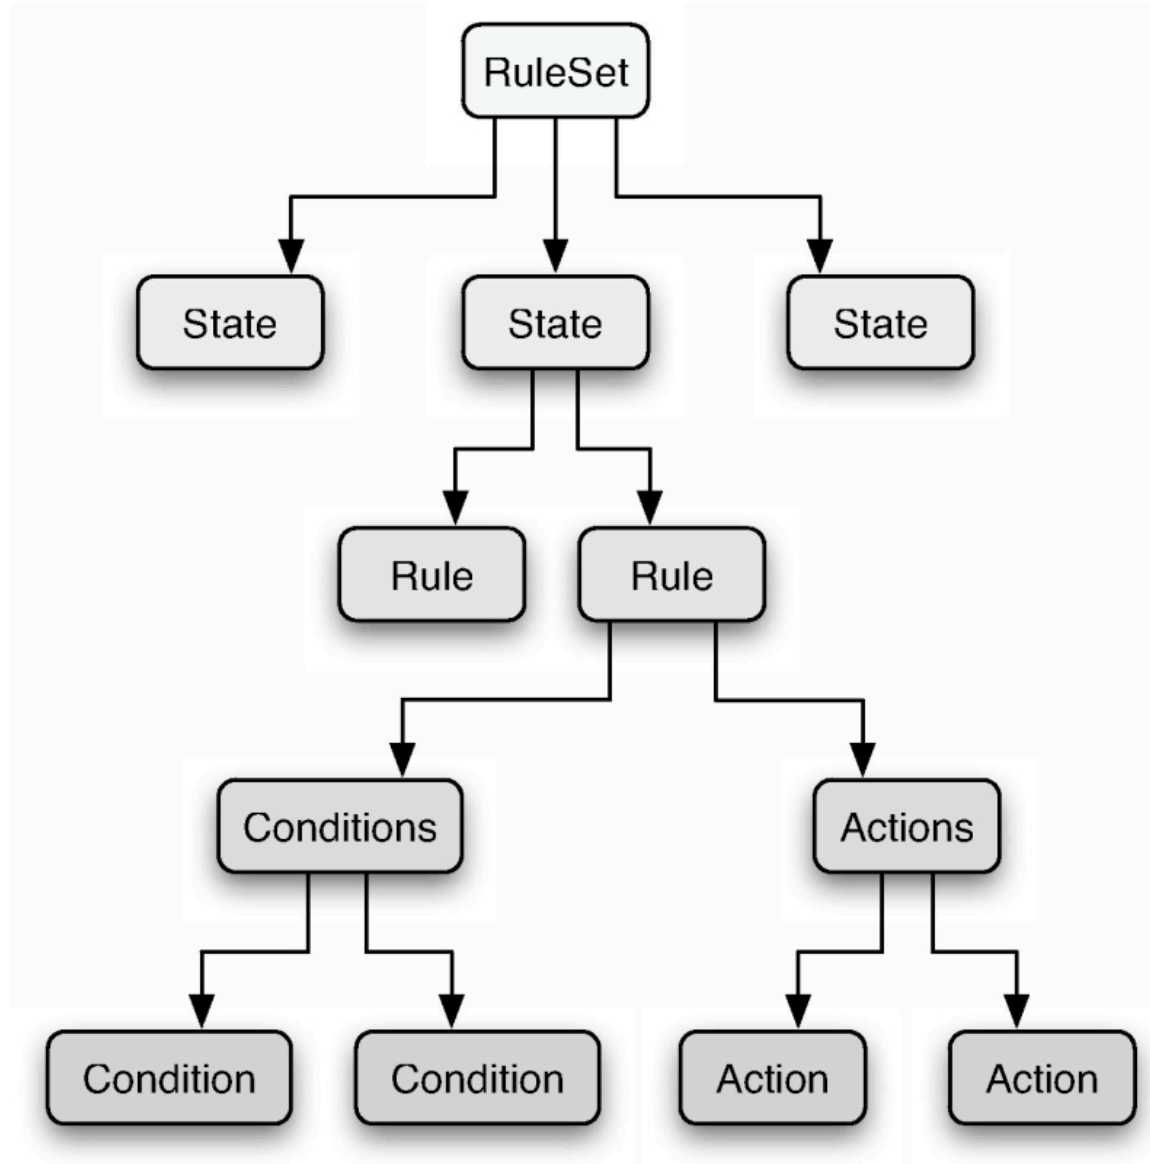 RuleSet
State
State
State
Rule
Rule
Conditions
Actions
Condition
Condition
Action
Action